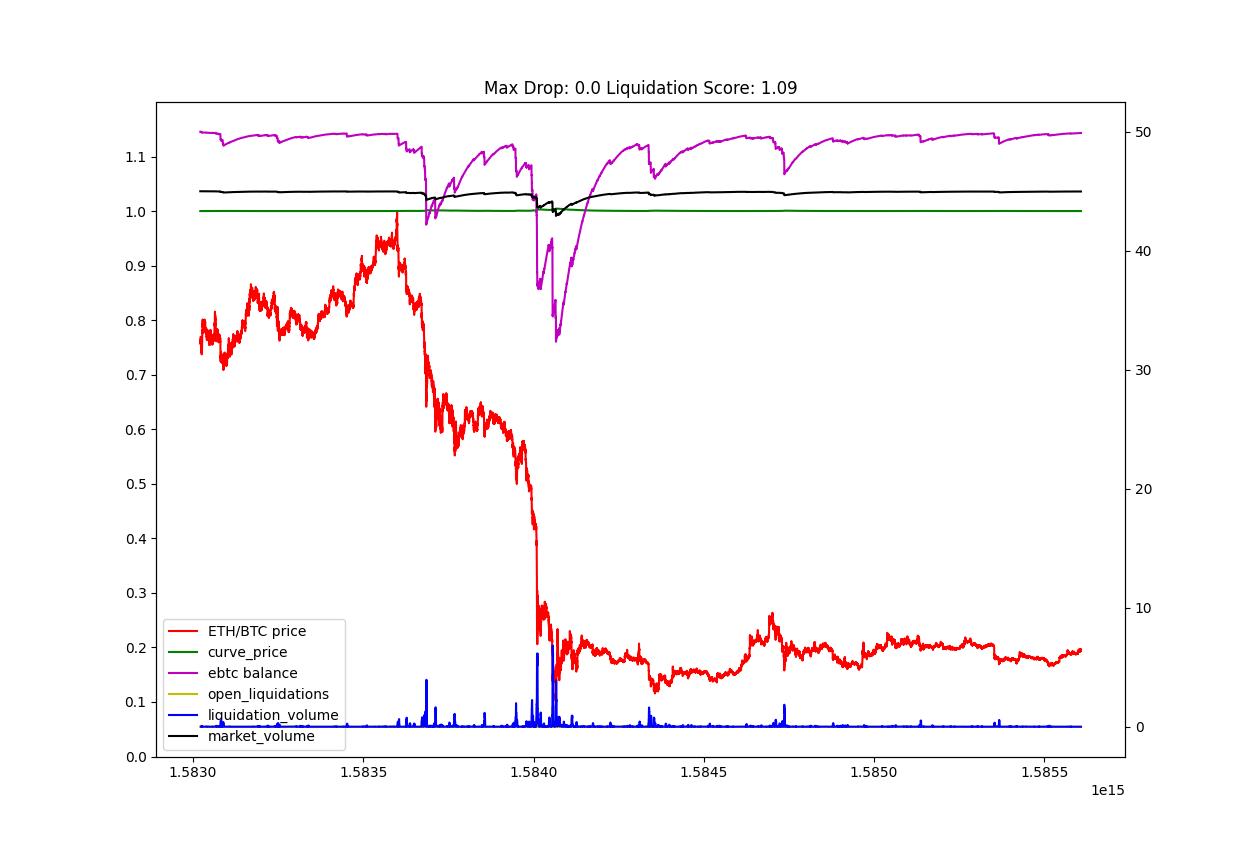 Max Drop: 0.0 Liquidation Score: 1.09
1.1
1.0
0.9
0.8
0.7
0.6
0.5
0.4
0.3
0.2
0.1
0.0
50
40
30
20
10
0
ETH/BTC price
curve_price
ebtc balance
open_liquidations
liquidation_volume
market_volume
1.5830 1.5835 1.5840 1.5845 1.5850 1.5855
1e15